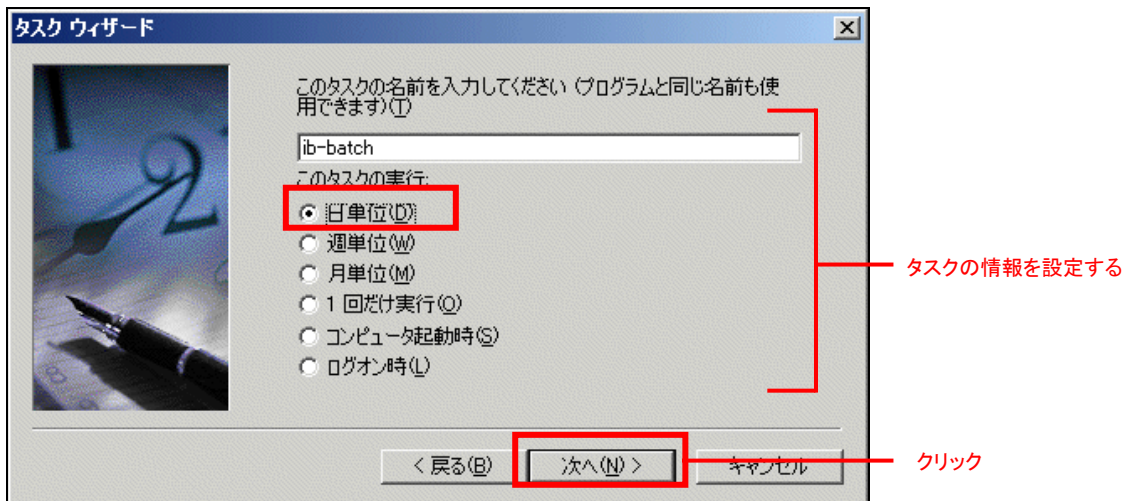 タスク ウィザード
このタスクの名前を入力してください (プログラムと同じ名前も使
用できます)(T)
ib-batch
このタスクの実行:
日単位(D)
週単位(W)
月単位(M)
1 回だけ実行(O)
コンピュータ起動時(S)
ログオン時(L)
タスクの情報を設定する
< 戻る(B)
次へ(N) >
キャンセル
クリック